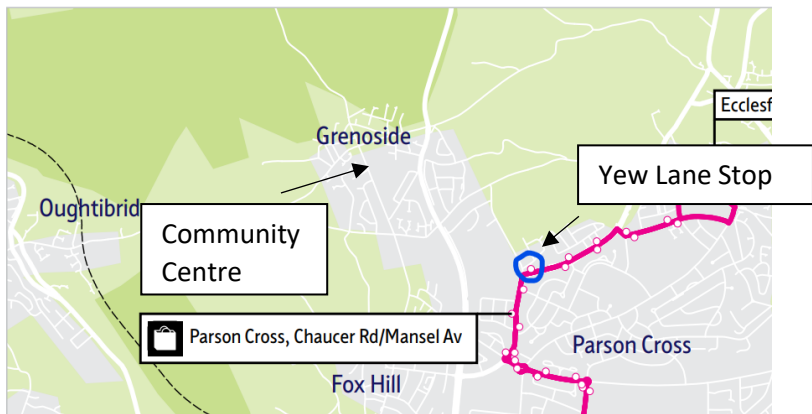 Ecclesf
Grenoside
Yew Lane Stop
Oughtibrid
Community
Centre
Parson Cross, Chaucer Rd/Mansel Av
Parson Cross
Fox Hill